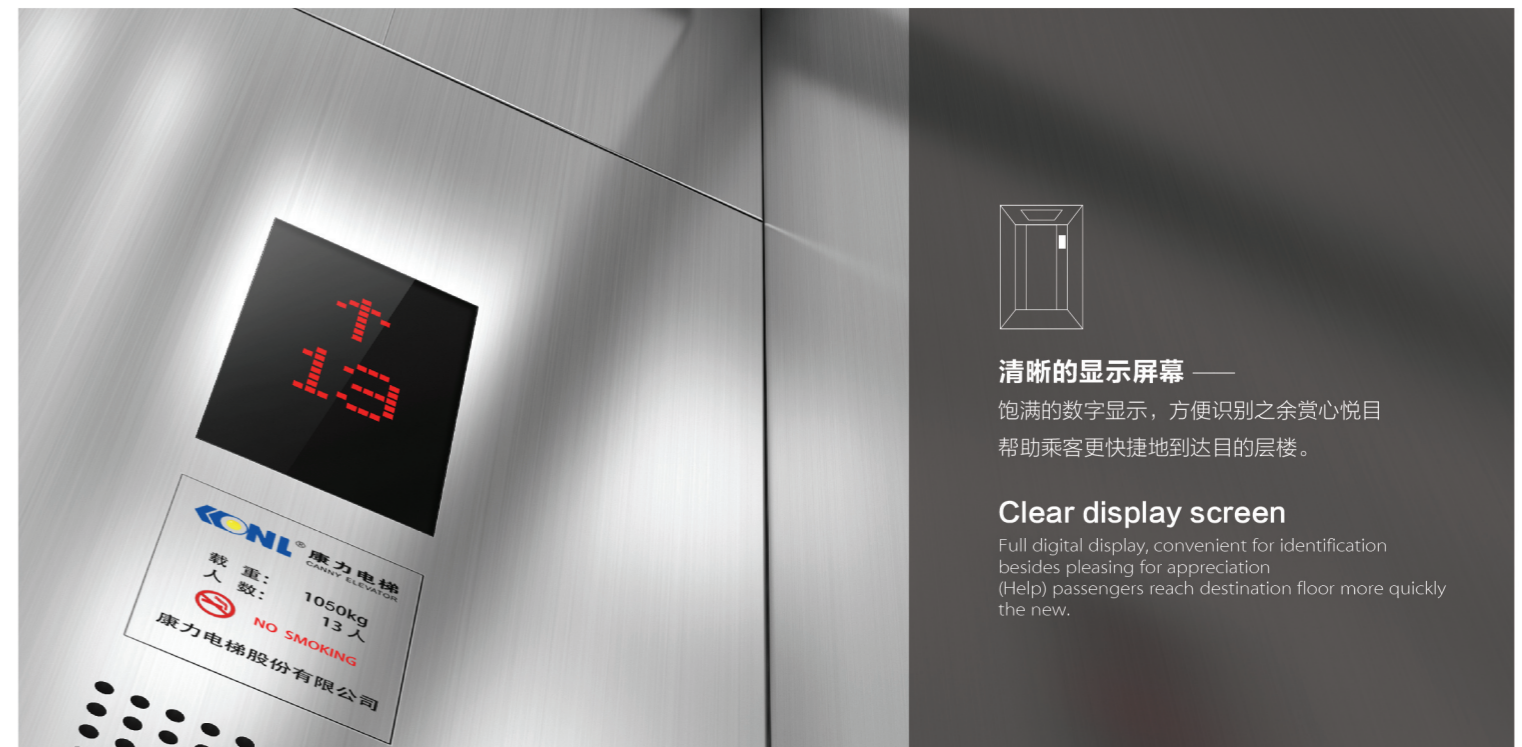 ↑
KONL® 康力电梯
CANNY ELEVATOR
载 重: 1050kg
人 数: 13 人
NO SMOKING
康力电梯股份有限公司
清晰的显示屏幕 ——
饱满的数字显示，方便识别之余赏心悦目
帮助乘客更快捷地到达目的层楼。
Clear display screen
Full digital display, convenient for identification
besides pleasing for appreciation
(Help) passengers reach destination floor more quickly
the new.